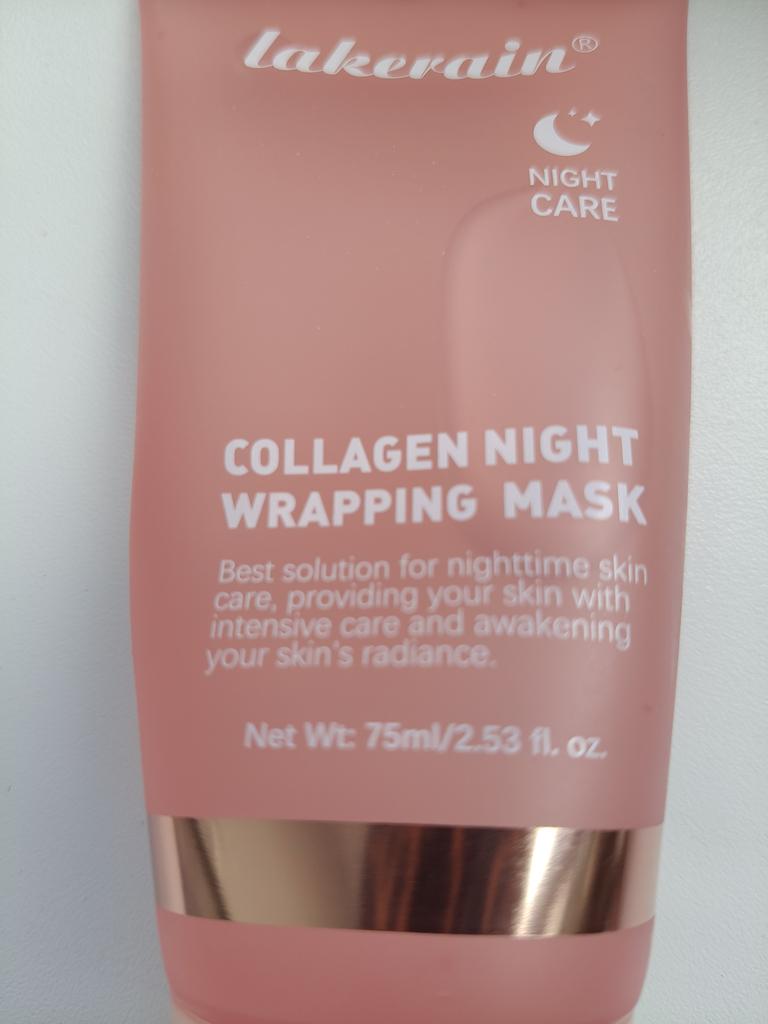 lakerain®
NIGHT
CARE
COLLAGEN NIGHT
WRAPPING MASK
Best solution for nighttime skin
care, providing your skin with
intensive care and awakening
your skin's radiance.
Net Wt: 75ml/2.53 fl. oz.